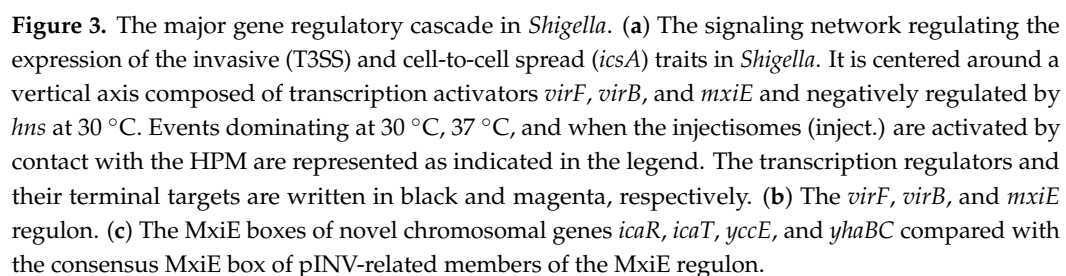 Figure 3. The major gene regulatory cascade in Shigella. (a) The signaling network regulating the
expression of the invasive (T3SS) and cell-to-cell spread (icsA) traits in Shigella. It is centered around a
vertical axis composed of transcription activators virF, virB, and mxiE and negatively regulated by
hns at 30 °C. Events dominating at 30 °C, 37 °C, and when the injectisomes (inject.) are activated by
contact with the HPM are represented as indicated in the legend. The transcription regulators and
their terminal targets are written in black and magenta, respectively. (b) The virF, virB, and mxiE
regulon. (c) The MxiE boxes of novel chromosomal genes icaR, icaT, yccE, and yhaBC compared with
the consensus MxiE box of pINV-related members of the MxiE regulon.